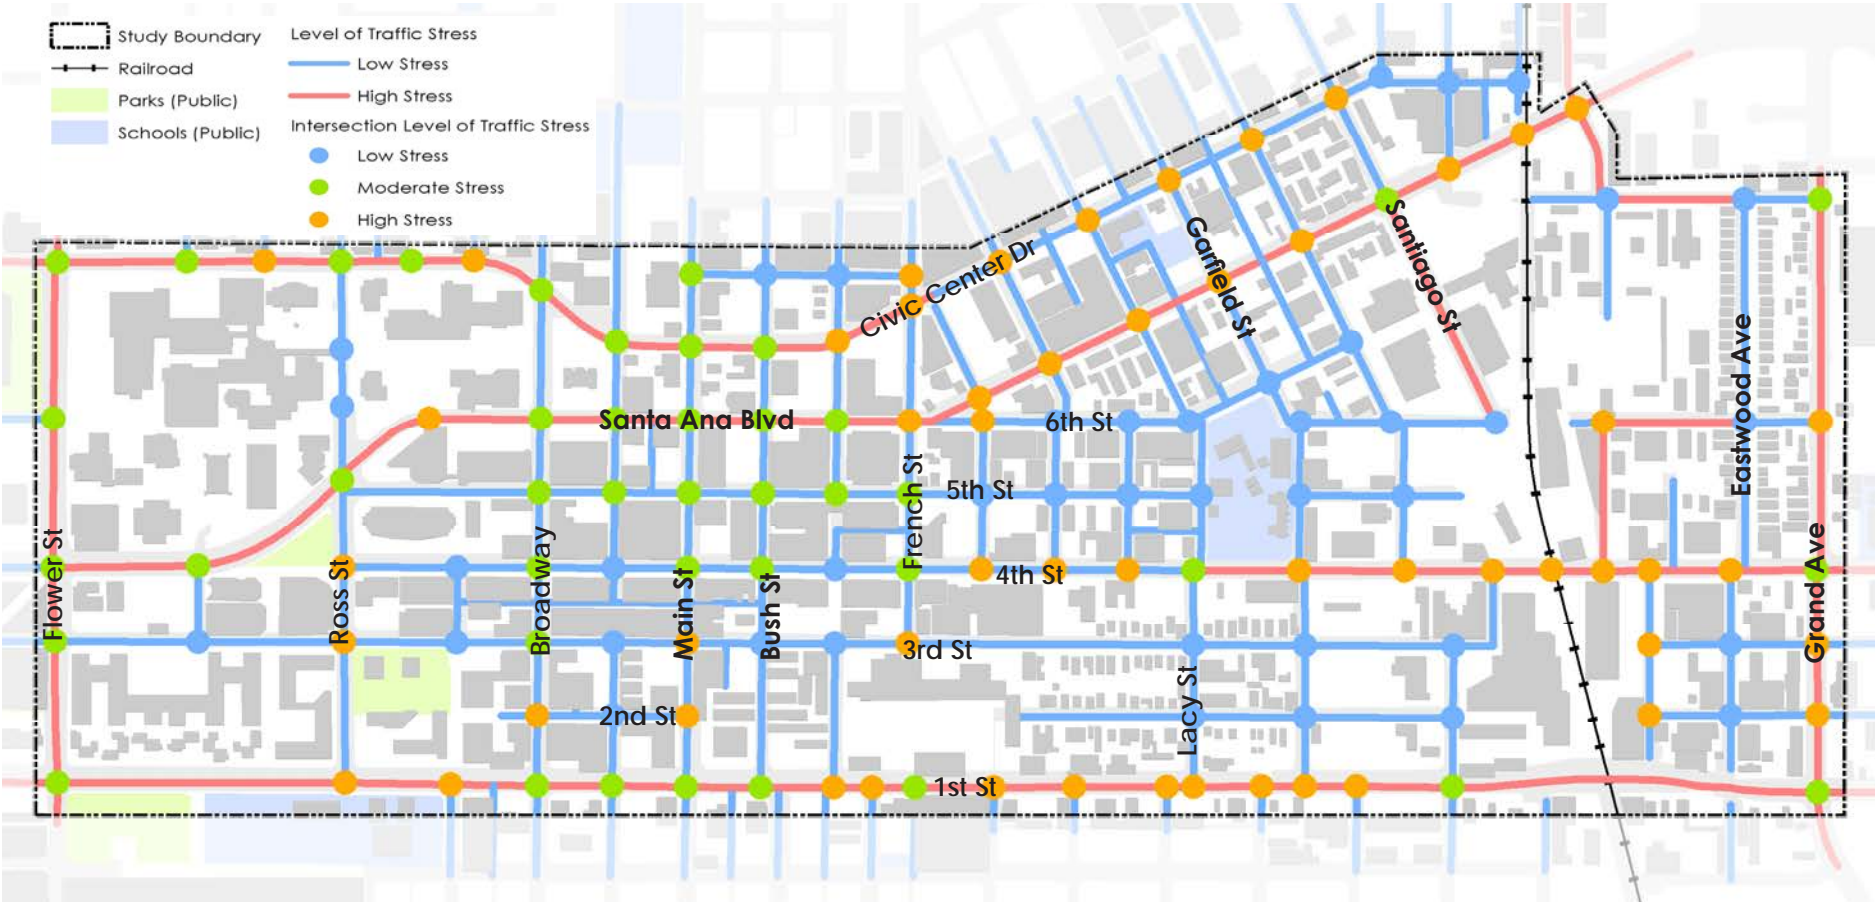 Study Boundary
Railroad
Parks (Public)
Schools (Public)
Level of Traffic Stress
Low Stress
High Stress
Intersection Level of Traffic Stress
Low Stress
Moderate Stress
High Stress
Civic Center Dr
Garfield St
Santiago St
Santa Ana Blvd
6th St
Eastwood Ave
5th St
French St
Flower St
Ross St
Broadway
Main St
Bush St
4th St
Grand Ave
3rd St
Lacy St
2nd St
1st St